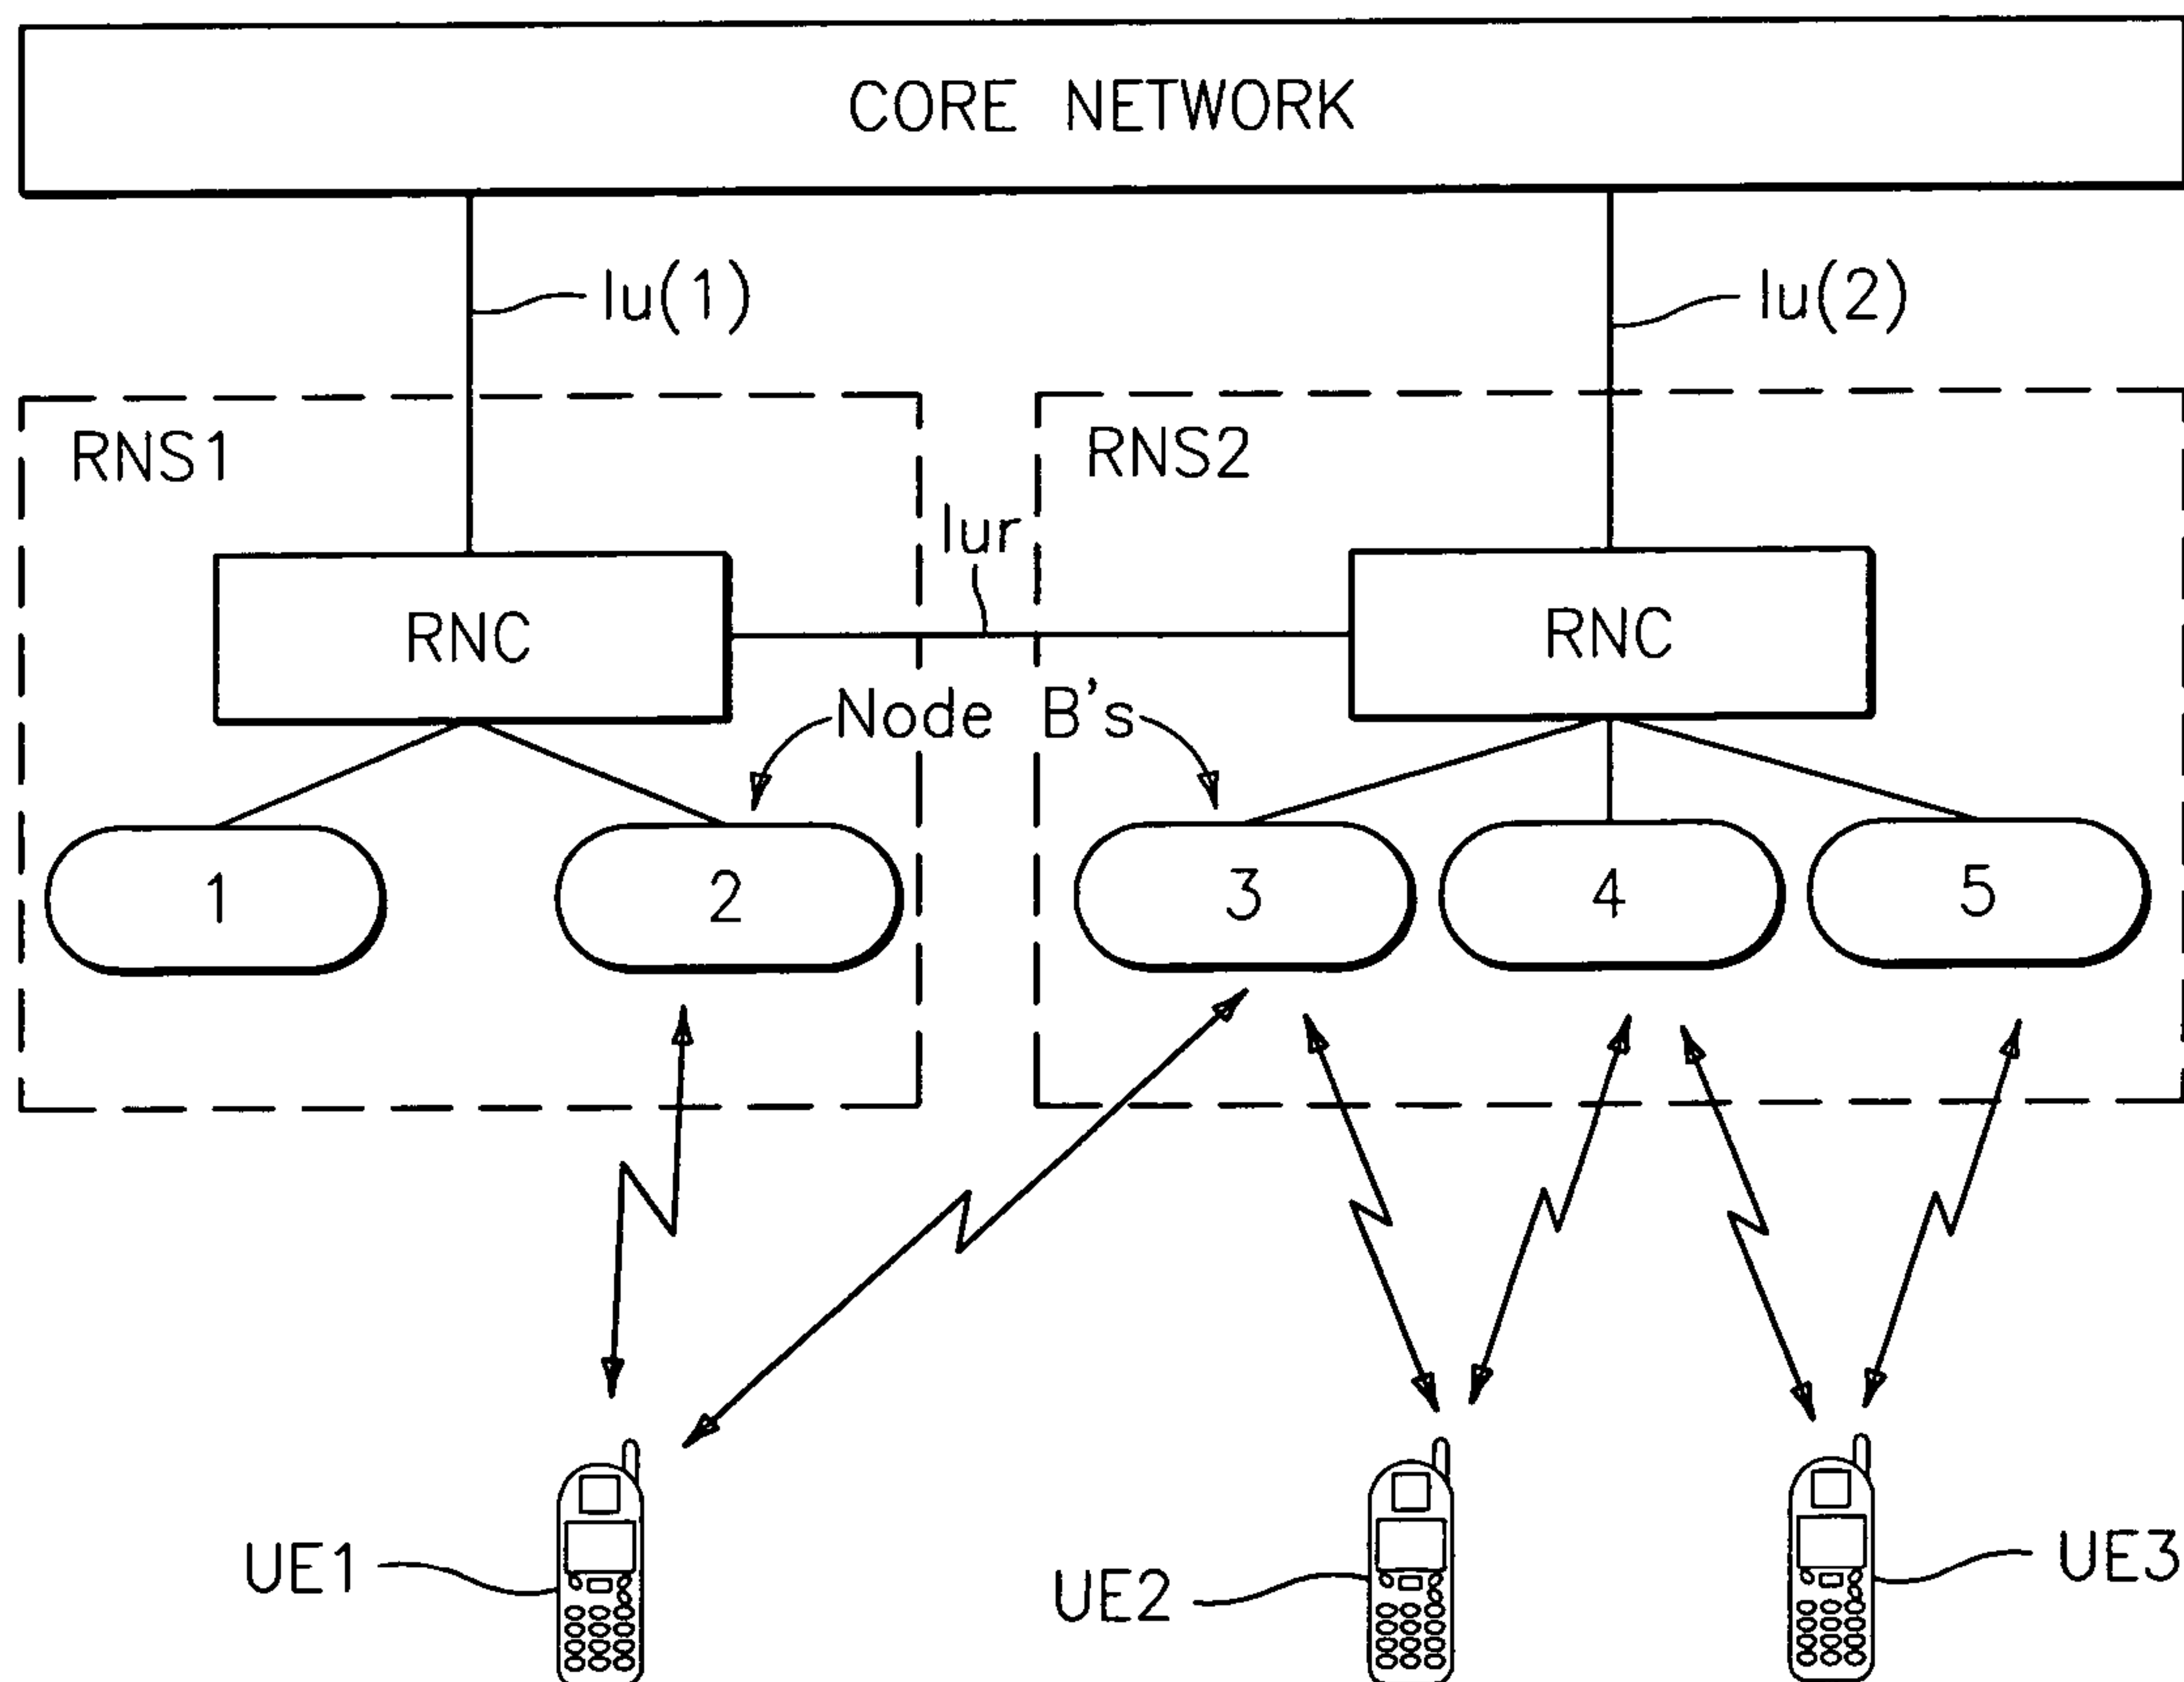 CORE NETWORK
Iu(1)
Iu(2)
RNS1
RNS2
Iur
RNC
RNC
Node B's
1
2
3
4
5
UE1
UE2
UE3